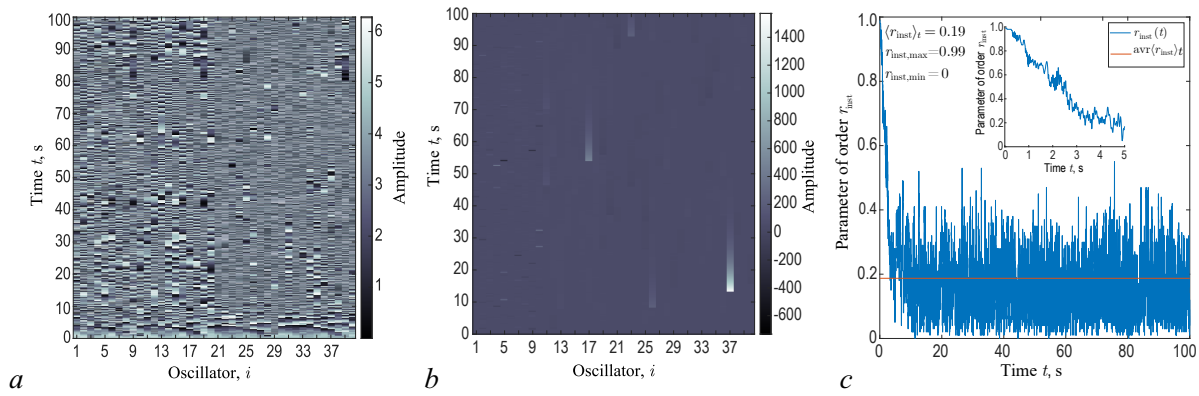 100
90
80
70
60
50
40
30
20
10
0
Time t, s
1 5 9 13 17 21 25 29 33 37
Oscillator, i
6
5
4
3
2
1
Amplitude
a
100
90
80
70
60
50
40
30
20
10
0
Time t, s
1 5 9 13 17 21 25 29 33 37
Oscillator, i
1400
1200
1000
800
600
400
200
0
-200
-400
-600
Amplitude
b
1.0
0.8
0.6
0.4
0.2
0
Parameter of order r_inst
⟨r_inst⟩_t = 0.19
r_inst,max=0.99
r_inst,min = 0
1.0
0.8
0.6
0.4
0.2
0
Parameter of order r_inst
0 1 2 3 4 5
Time t, s
r_inst (t)
avr⟨r_inst⟩t
0 20 40 60 80 100
Time t, s
c